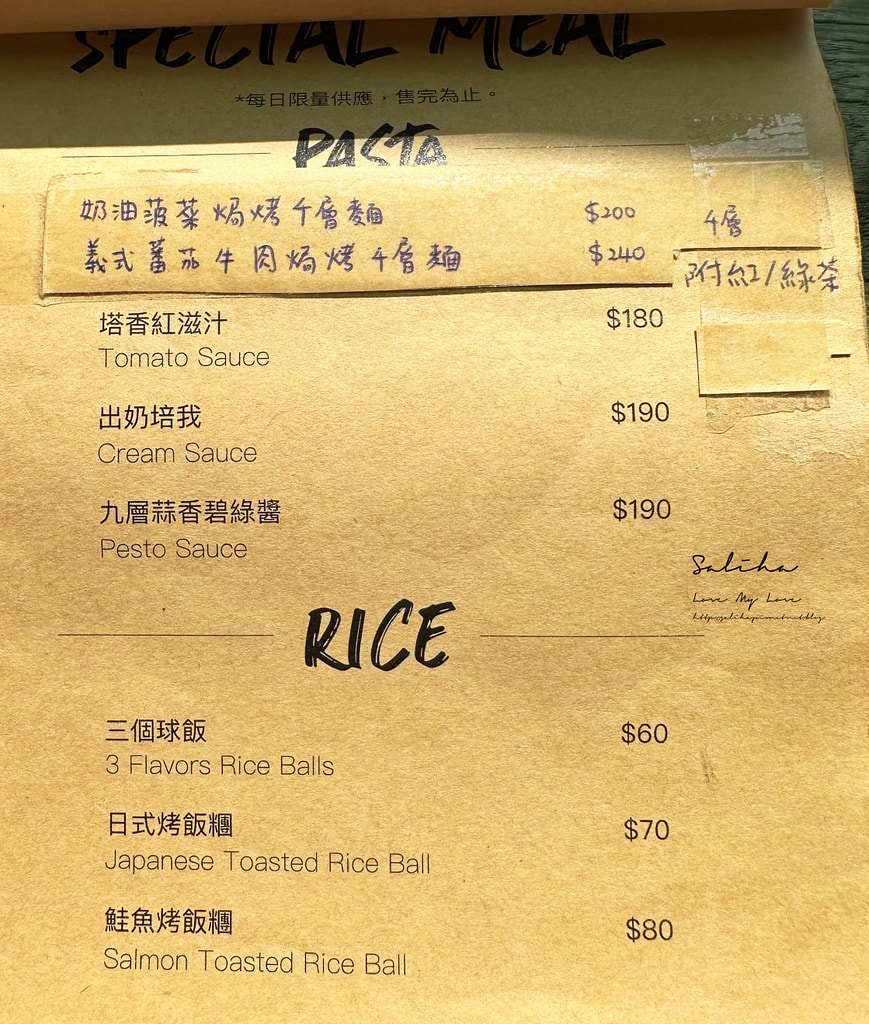 SPECIAL MEAL
*每日限量供應，售完為止。
PASTA
奶油菠菜焗烤千層麵 $200 千層
義式蕃茄牛肉焗烤千層麵 $240
附紅/綠茶
塔香紅滋汁 $180
Tomato Sauce
出奶培我 $190
Cream Sauce
九層蒜香碧綠醬 $190
Pesto Sauce
Saliha
Love My Love
RICE
三個球飯 $60
3 Flavors Rice Balls
日式烤飯糰 $70
Japanese Toasted Rice Ball
鮭魚烤飯糰 $80
Salmon Toasted Rice Ball